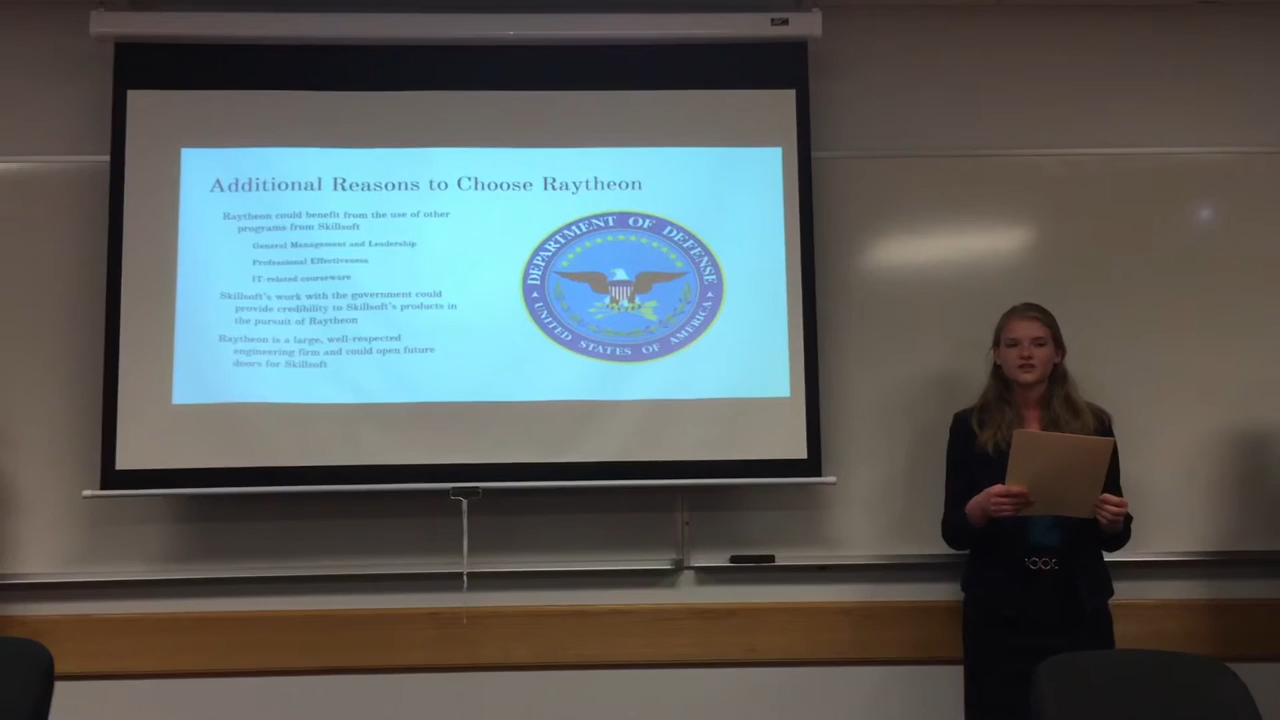 Additional Reasons to Choose Raytheon
Raytheon could benefit from the use of other
programs from Skillsoft
General Management and Leadership
Professional Effectiveness
IT-related courseware
Skillsoft's work with the government could
provide credibility to Skillsoft's products in
the pursuit of Raytheon
Raytheon is a large, well-respected
engineering firm and could open future
doors for Skillsoft
DEPARTMENT OF DEFENSE
UNITED STATES OF AMERICA